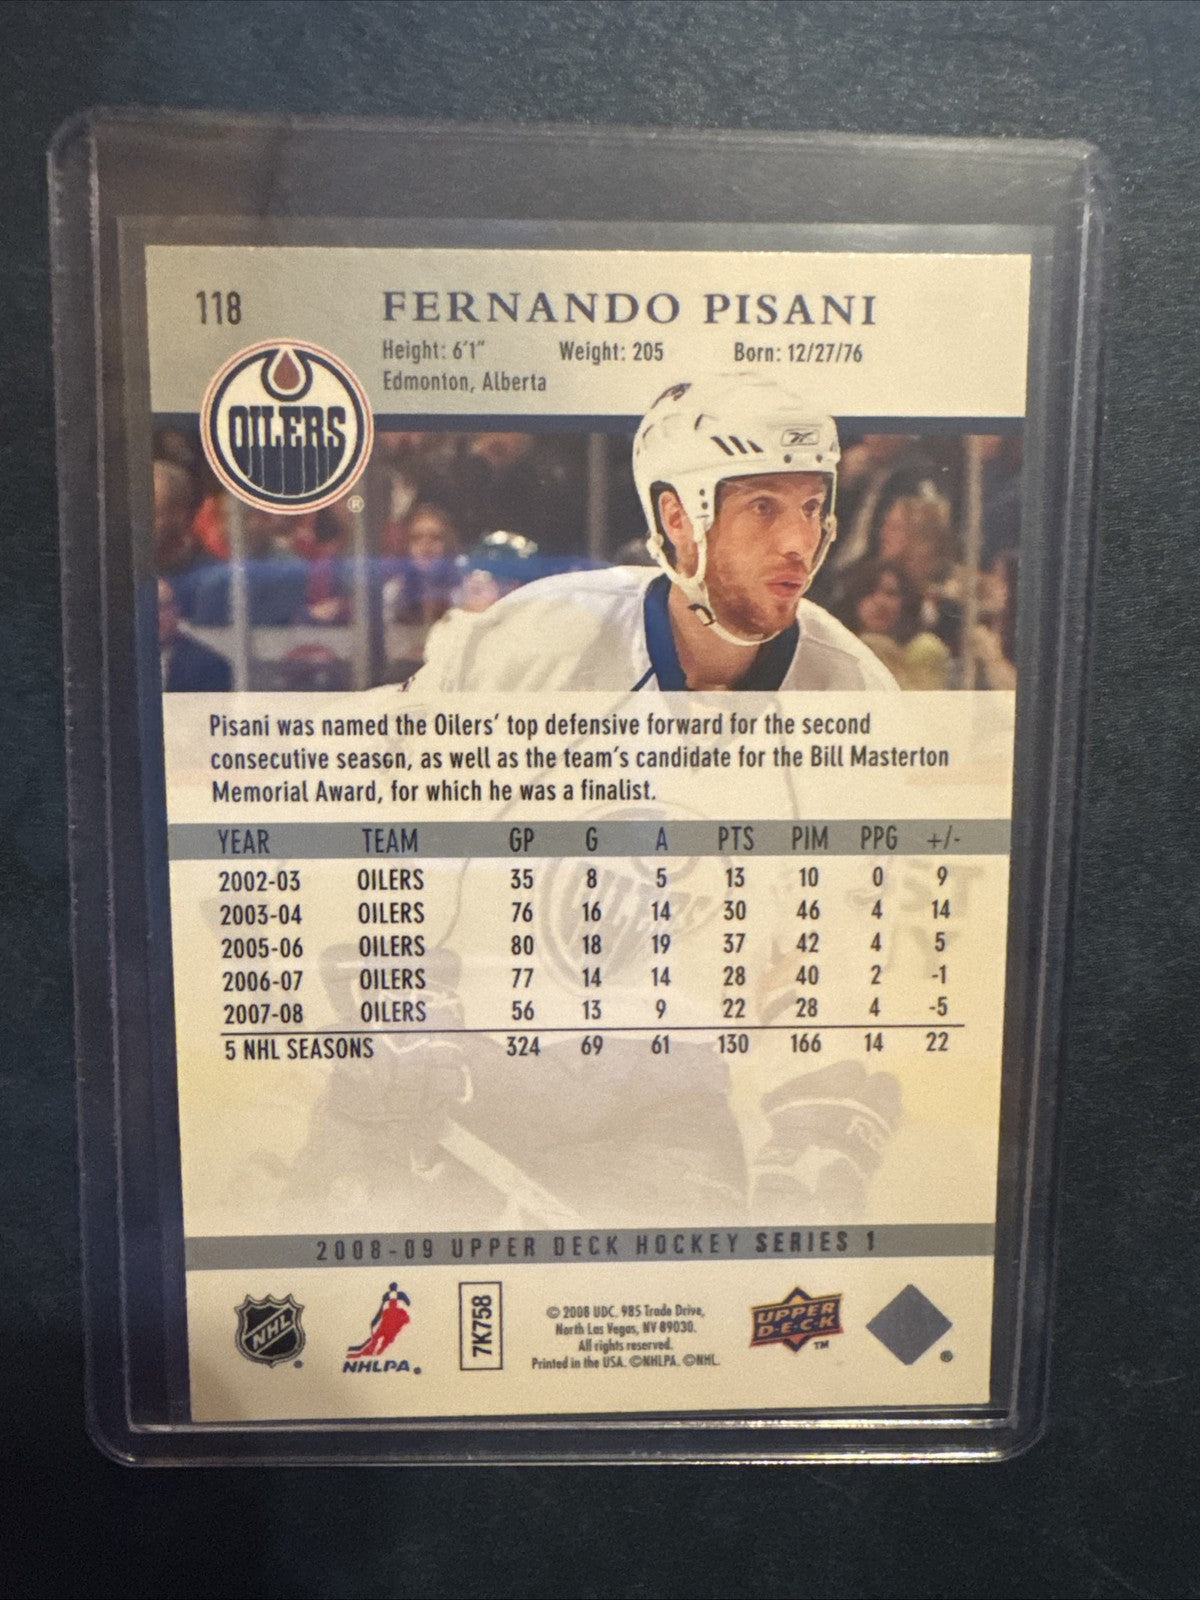 118
FERNANDO PISANI
Height: 6'1" Weight: 205 Born: 12/27/76
Edmonton, Alberta
OILERS
®
Pisani was named the Oilers' top defensive forward for the second
consecutive season, as well as the team's candidate for the Bill Masterton
Memorial Award, for which he was a finalist.
YEAR TEAM GP G A PTS PIM PPG +/-
2002-03 OILERS 35 8 5 13 10 0 9
2003-04 OILERS 76 16 14 30 46 4 14
2005-06 OILERS 80 18 19 37 42 4 5
2006-07 OILERS 77 14 14 28 40 2 -1
2007-08 OILERS 56 13 9 22 28 4 -5
5 NHL SEASONS 324 69 61 130 166 14 22
2008-09 UPPER DECK HOCKEY SERIES 1
NHL ®
NHLPA ®
7K758
© 2008 UDC. 985 Trade Drive,
North Las Vegas, NV 89030.
All rights reserved.
Printed in the USA. ©NHLPA. ©NHL.
UPPER
D·E·C·K
TM
®